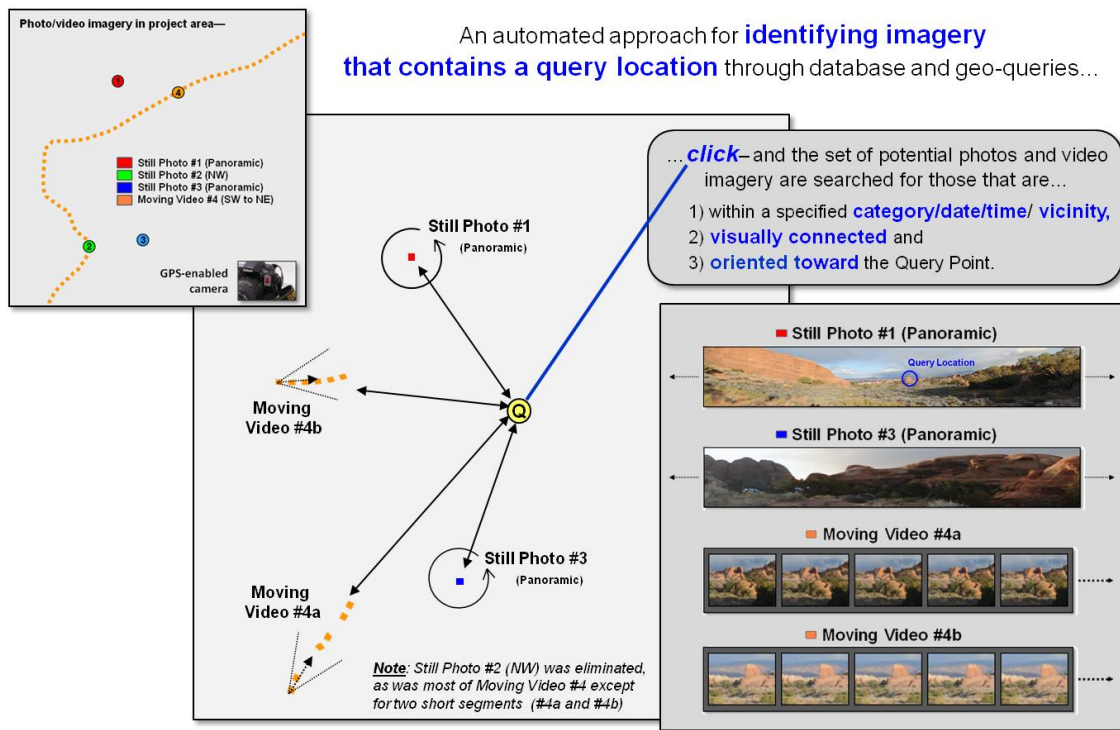 Photo/video imagery in project area—
1
4
Still Photo #1 (Panoramic)
Still Photo #2 (NW)
Still Photo #3 (Panoramic)
Moving Video #4 (SW to NE)
2
3
GPS-enabled
camera
An automated approach for identifying imagery
that contains a query location through database and geo-queries…
…click– and the set of potential photos and video
imagery are searched for those that are…
1) within a specified category/date/time/ vicinity,
2) visually connected and
3) oriented toward the Query Point.
Still Photo #1
(Panoramic)
Moving
Video #4b
Q
Still Photo #3
(Panoramic)
Moving
Video #4a
Note: Still Photo #2 (NW) was eliminated,
as was most of Moving Video #4 except
for two short segments (#4a and #4b)
Still Photo #1 (Panoramic)
Query Location
Still Photo #3 (Panoramic)
Moving Video #4a
Moving Video #4b